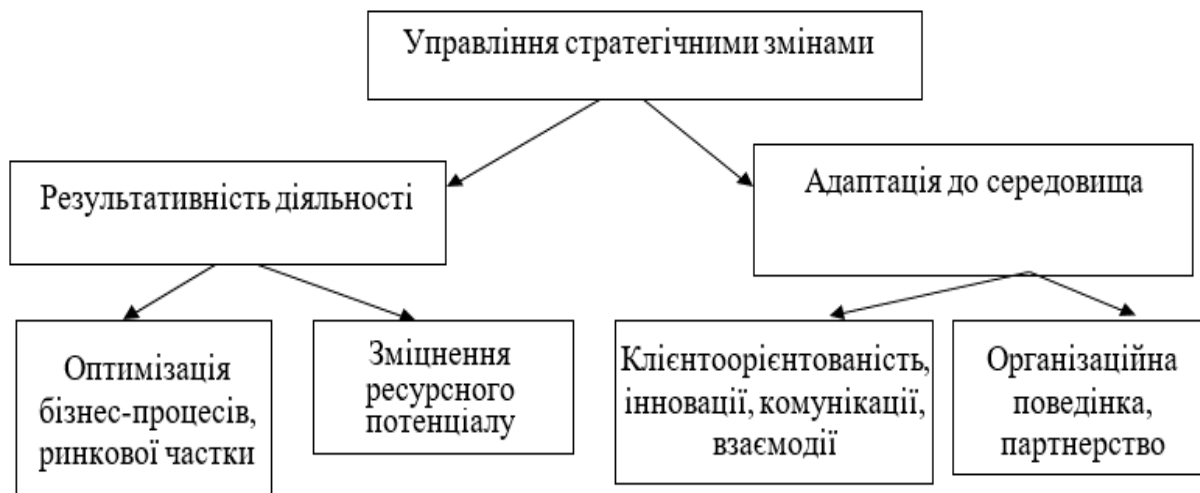 Управління стратегічними змінами
Результативність діяльності
Адаптація до середовища
Оптимізація
бізнес-процесів,
ринкової частки
Зміцнення
ресурсного
потенціалу
Клієнтоорієнтованість,
інновації, комунікації,
взаємодії
Організаційна
поведінка,
партнерство